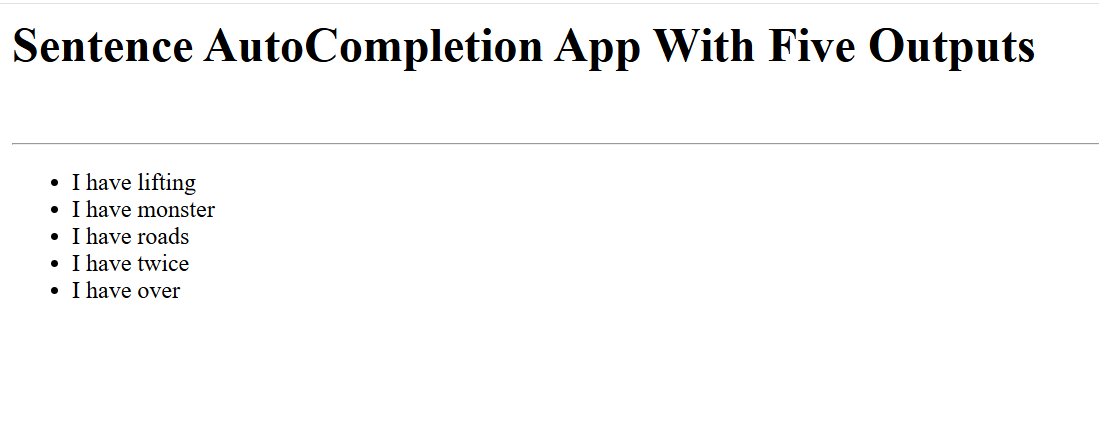 Sentence AutoCompletion App With Five Outputs
• I have lifting
• I have monster
• I have roads
• I have twice
• I have over